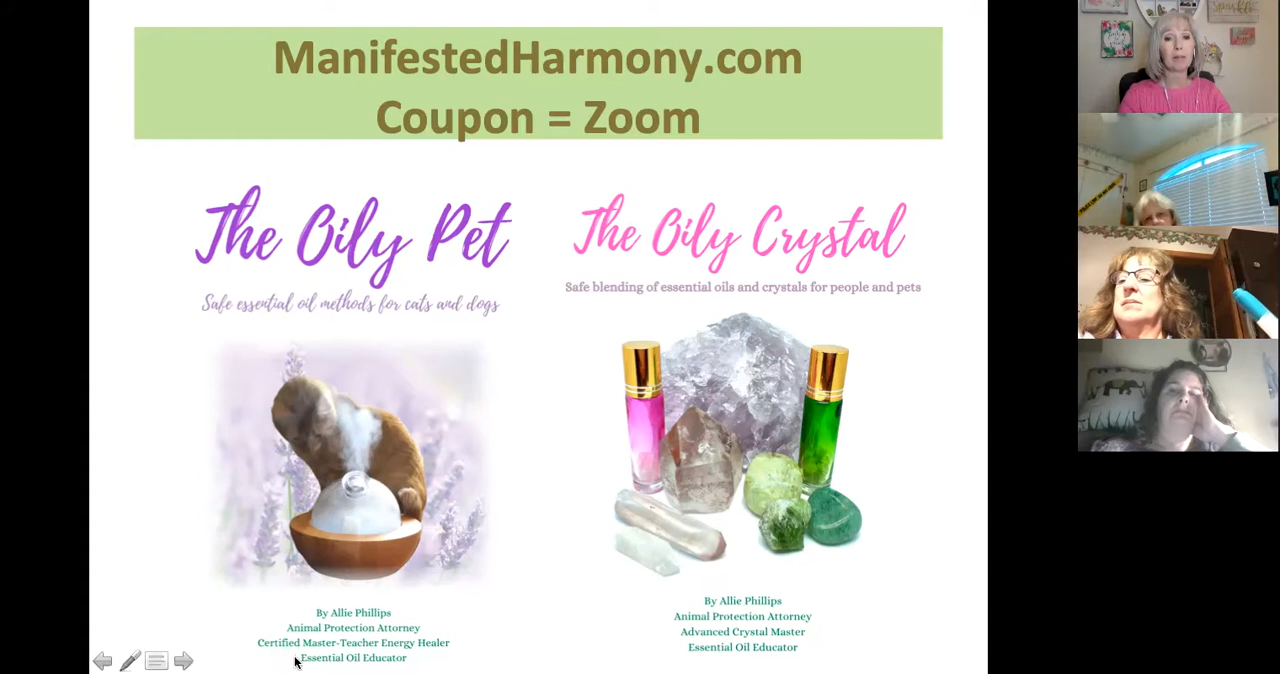 ManifestedHarmony.com
Coupon = Zoom
The Oily Pet
Safe essential oil methods for cats and dogs
By Allie Phillips
Animal Protection Attorney
Certified Master-Teacher Energy Healer
Essential Oil Educator
The Oily Crystal
Safe blending of essential oils and crystals for people and pets
By Allie Phillips
Animal Protection Attorney
Advanced Crystal Master
Essential Oil Educator